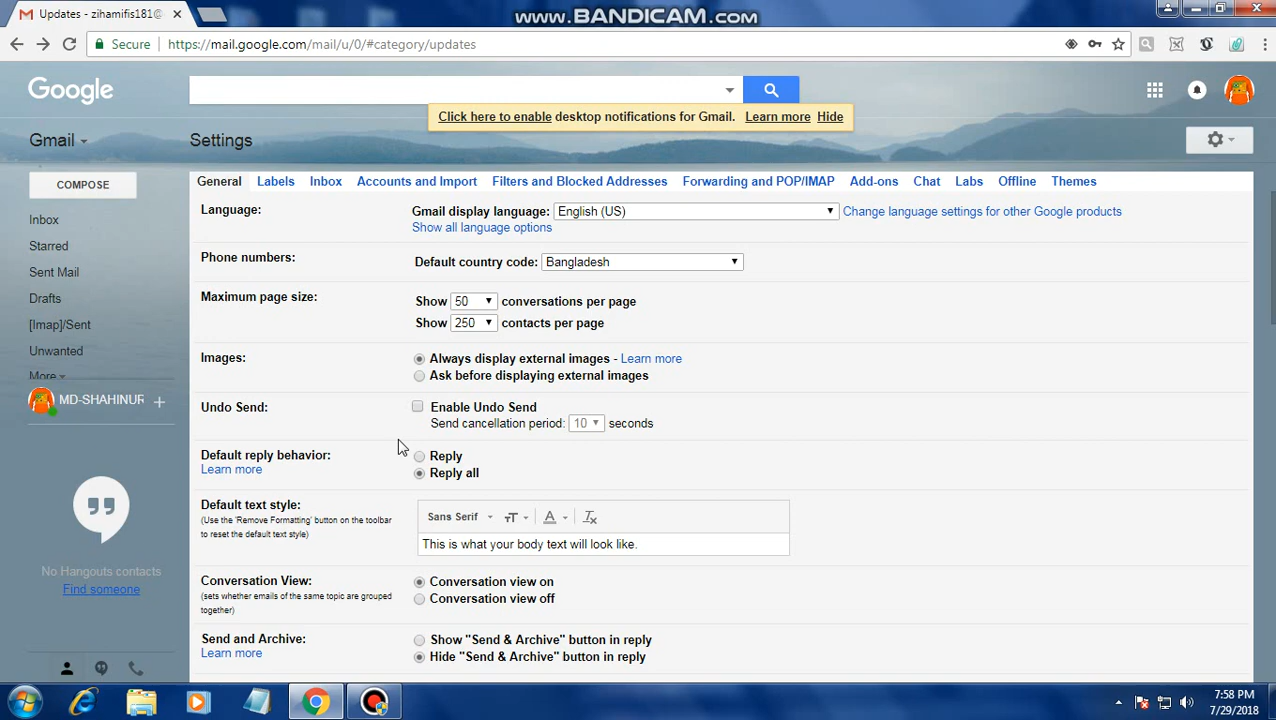 Updates - zihamifis181@
www.BANDICAM.com
Secure
https://mail.google.com/mail/u/0/#category/updates
Google
Click here to enable desktop notifications for Gmail. Learn more Hide
Gmail
Settings
COMPOSE
Inbox
Starred
Sent Mail
Drafts
[Imap]/Sent
Unwanted
More
MD-SHAHINUR
No Hangouts contacts
Find someone
General Labels Inbox Accounts and Import Filters and Blocked Addresses Forwarding and POP/IMAP Add-ons Chat Labs Offline Themes
Language: Gmail display language: English (US) Change language settings for other Google products
Show all language options
Phone numbers: Default country code: Bangladesh
Maximum page size: Show 50 conversations per page
Show 250 contacts per page
Images: Always display external images - Learn more
Ask before displaying external images
Undo Send: Enable Undo Send
Send cancellation period: 10 seconds
Default reply behavior: Reply
Learn more Reply all
Default text style: Sans Serif
(Use the 'Remove Formatting' button on the toolbar
to reset the default text style)
This is what your body text will look like.
Conversation View: Conversation view on
(sets whether emails of the same topic are grouped
together)
Conversation view off
Send and Archive: Show "Send & Archive" button in reply
Learn more Hide "Send & Archive" button in reply
7:58 PM
7/29/2018